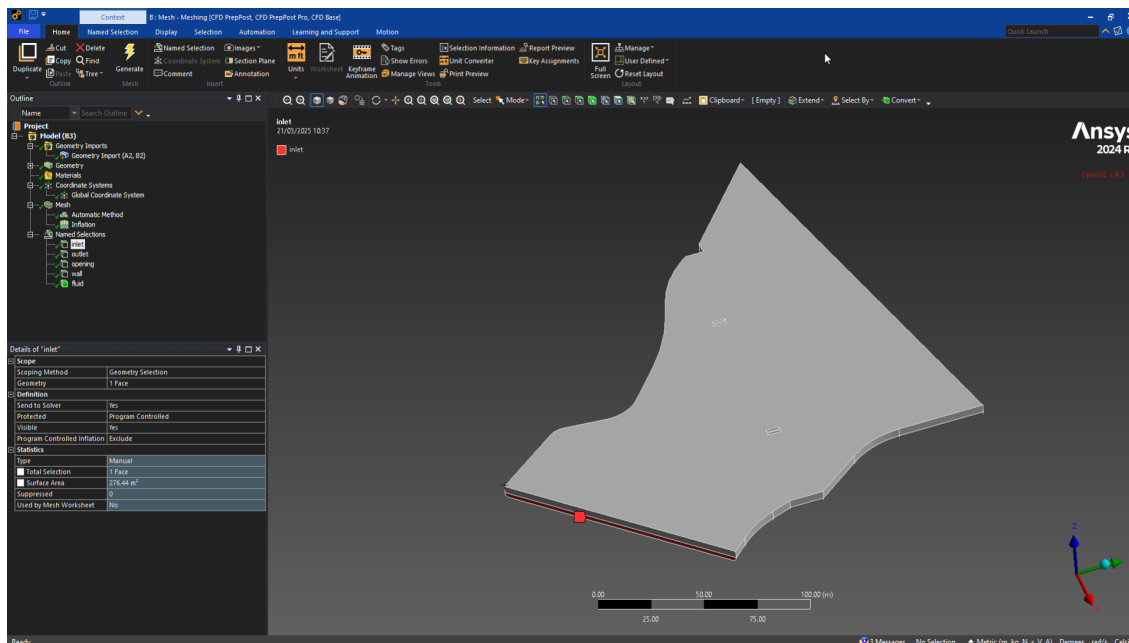 Context
B : Mesh - Meshing [CFD PrepPost, CFD PrepPost Pro, CFD Base]
File Home Named Selection Display Selection Automation Learning and Support Motion Quick Launch
Duplicate
Cut
Copy
Paste
Delete
Find
Tree
Outline
Generate
Mesh
Named Selection
Coordinate System
Comment
Images
Section Plane
Annotation
Insert
Units
Worksheet
Keyframe
Animation
Tags
Show Errors
Manage Views
Selection Information
Unit Converter
Print Preview
Report Preview
Key Assignments
Tools
Full
Screen
Manage
User Defined
Reset Layout
Layout
Outline
Name Search Outline
Project
Model (B3)
Geometry Imports
Geometry Import (A2, B2)
Geometry
Materials
Coordinate Systems
Global Coordinate System
Mesh
Automatic Method
Inflation
Named Selections
inlet
outlet
opening
wall
fluid
Details of "inlet"
Scope
Scoping Method Geometry Selection
Geometry 1 Face
Definition
Send to Solver Yes
Protected Program Controlled
Visible Yes
Program Controlled Inflation Exclude
Statistics
Type Manual
Total Selection 1 Face
Surface Area 276.44 m²
Suppressed 0
Used by Mesh Worksheet No
Select Mode Clipboard [ Empty ] Extend Select By Convert
inlet
21/03/2025 10:37
inlet
Ansys
2024 R
OpenGL < 4.3
0.00 50.00 100.00 (m)
25.00 75.00
Z
X
Ready 3 Messages No Selection Metric (m, kg, N, s, V, A) Degrees rad/s